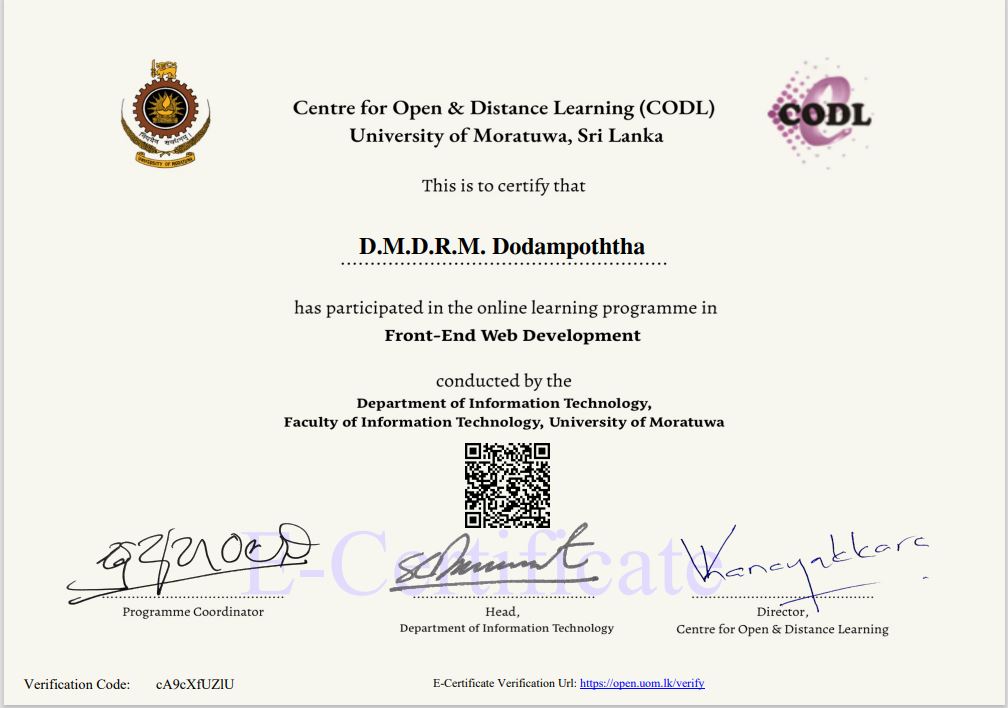 Centre for Open & Distance Learning (CODL)
University of Moratuwa, Sri Lanka
CODL
UNIVERSITY OF MORATUWA
This is to certify that
D.M.D.R.M. Dodampoththa
has participated in the online learning programme in
Front-End Web Development
conducted by the
Department of Information Technology,
Faculty of Information Technology, University of Moratuwa
E-Certificate
Programme Coordinator
Head,
Department of Information Technology
Director,
Centre for Open & Distance Learning
Verification Code: cA9cXfUZlU
E-Certificate Verification Url: https://open.uom.lk/verify